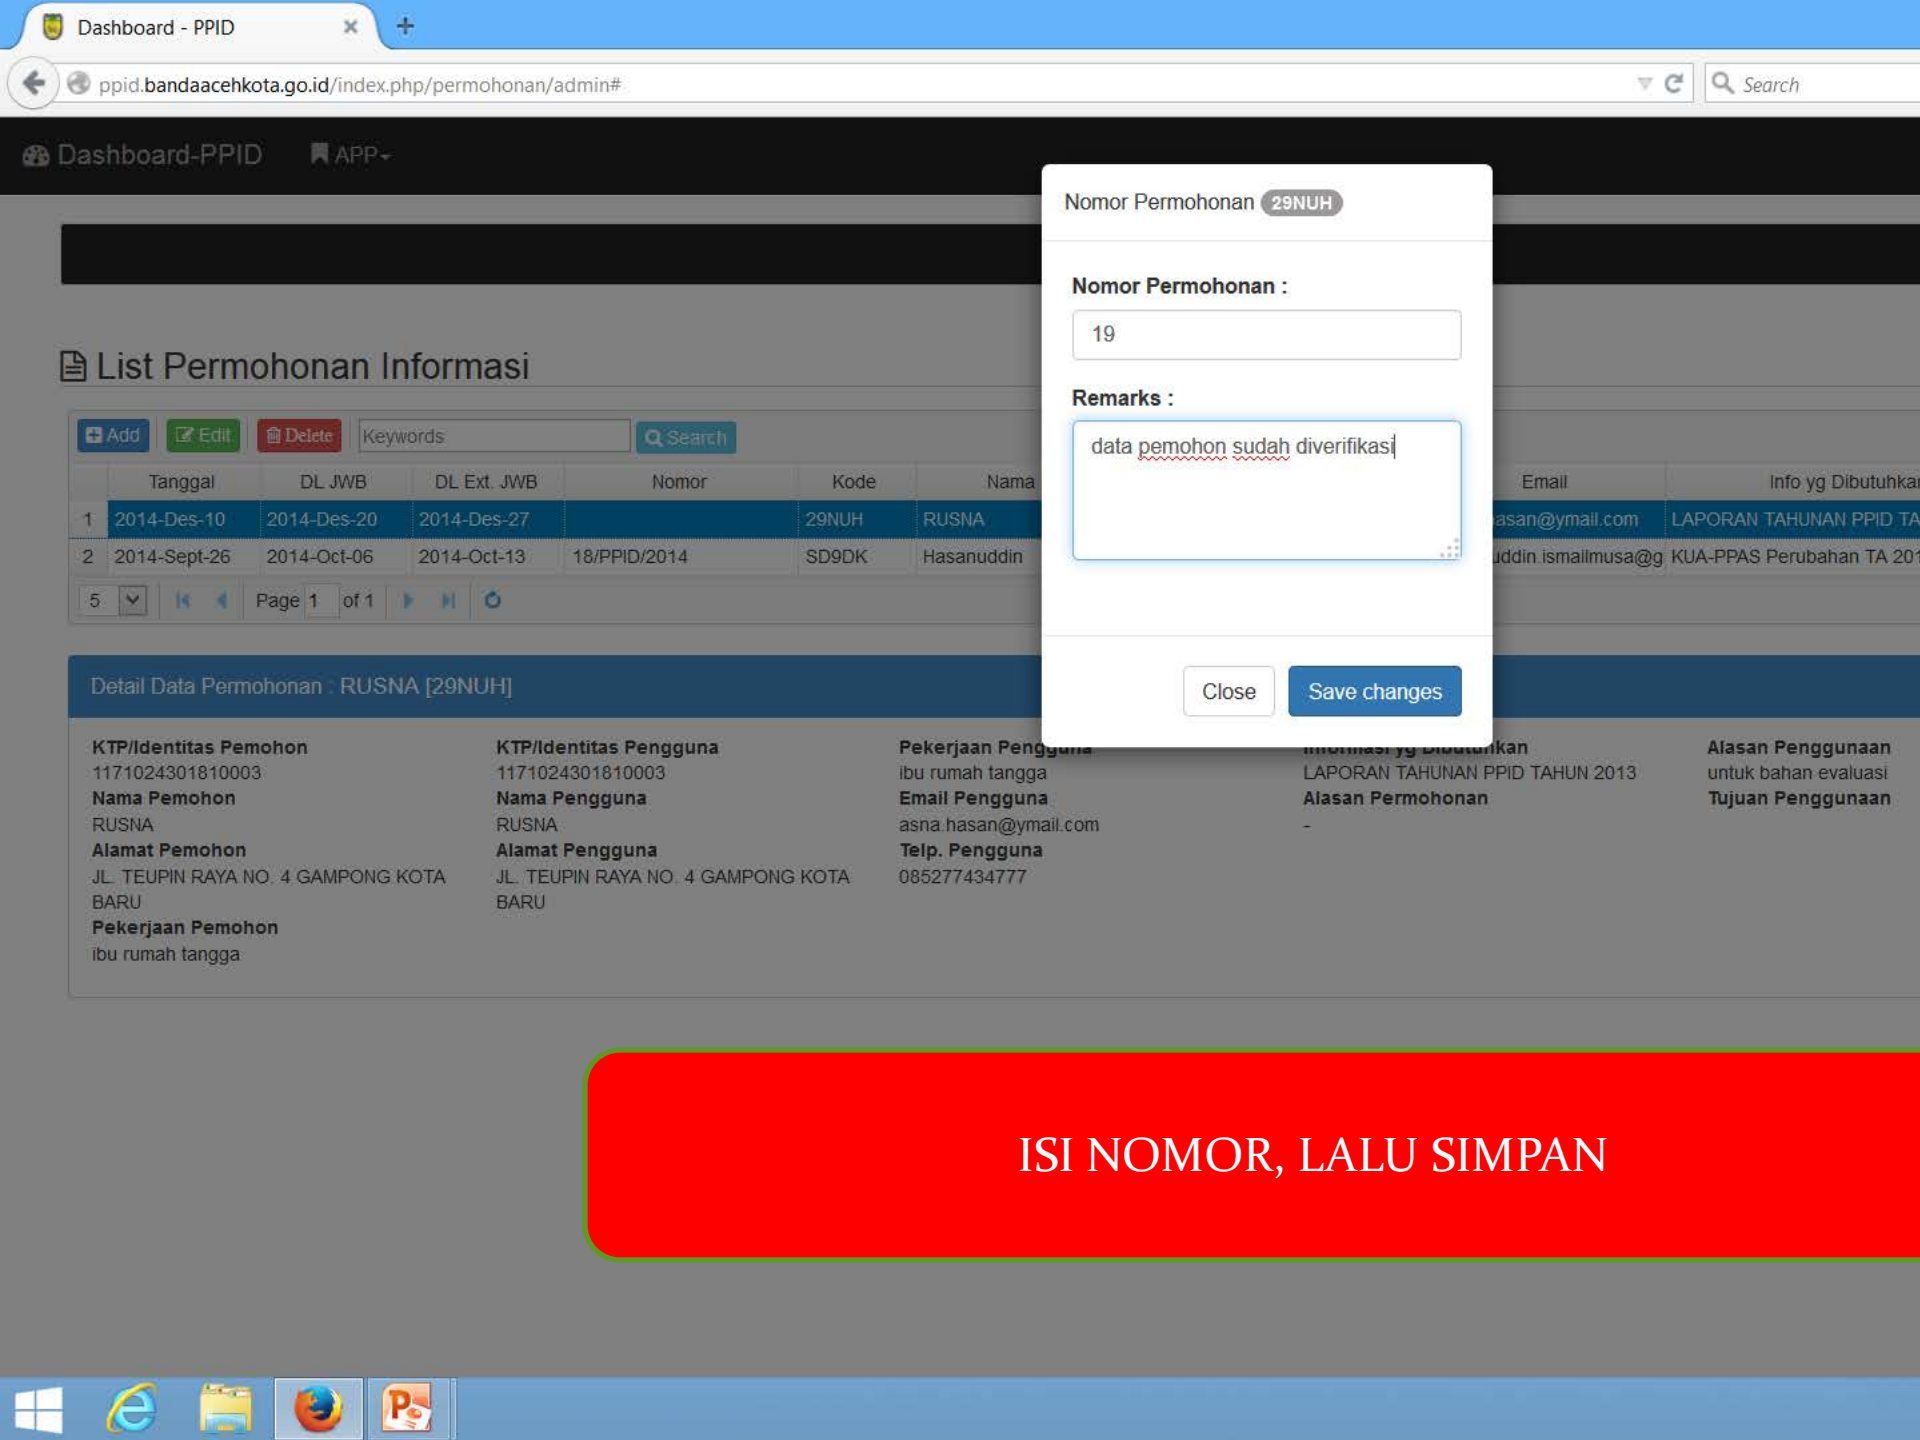 Dashboard - PPID
ppid.bandaacehkota.go.id/index.php/permohonan/admin#
Search
Dashboard-PPID APP
Nomor Permohonan 29NUH
Nomor Permohonan :
19
Remarks :
data pemohon sudah diverifikasi
Close Save changes
List Permohonan Informasi
Add Edit Delete Keywords Search
Tanggal DL JWB DL Ext. JWB Nomor Kode Nama Email Info yg Dibutuhkan
1 2014-Des-10 2014-Des-20 2014-Des-27 29NUH RUSNA asan@ymail.com LAPORAN TAHUNAN PPID TA
2 2014-Sept-26 2014-Oct-06 2014-Oct-13 18/PPID/2014 SD9DK Hasanuddin uddin.ismailmusa@g KUA-PPAS Perubahan TA 201
5 Page 1 of 1
Detail Data Permohonan : RUSNA [29NUH]
KTP/Identitas Pemohon
1171024301810003
Nama Pemohon
RUSNA
Alamat Pemohon
JL. TEUPIN RAYA NO. 4 GAMPONG KOTA
BARU
Pekerjaan Pemohon
ibu rumah tangga
KTP/Identitas Pengguna
1171024301810003
Nama Pengguna
RUSNA
Alamat Pengguna
JL. TEUPIN RAYA NO. 4 GAMPONG KOTA
BARU
Pekerjaan Pengguna
ibu rumah tangga
Email Pengguna
asna.hasan@ymail.com
Telp. Pengguna
085277434777
Informasi yg Dibutuhkan
LAPORAN TAHUNAN PPID TAHUN 2013
Alasan Permohonan
-
Alasan Penggunaan
untuk bahan evaluasi
Tujuan Penggunaan
ISI NOMOR, LALU SIMPAN